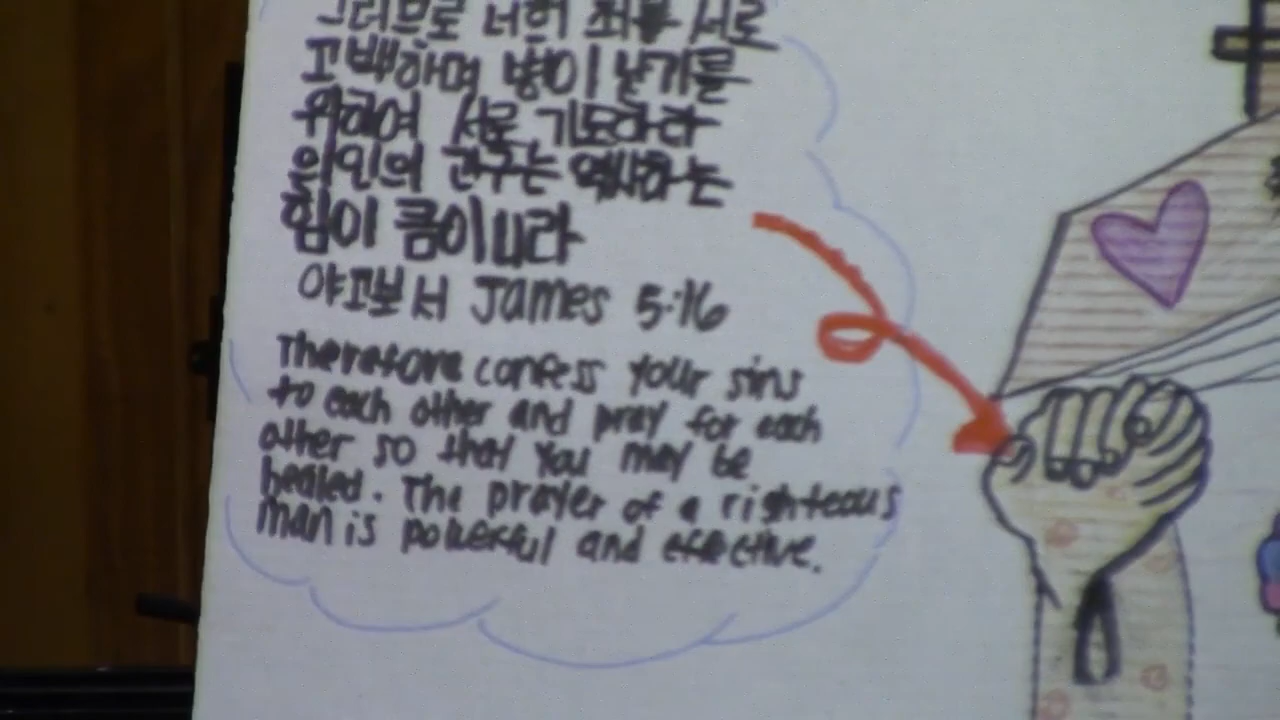 그러므로 너희 죄를 서로
고백하며 병이 낫기를
위하여 서로 기도하라
의인의 간구는 역사하는
힘이 큼이니라
야고보서 James 5:16
Therefore confess your sins
to each other and pray for each
other so that you may be
healed. The prayer of a righteous
man is powerful and effective.